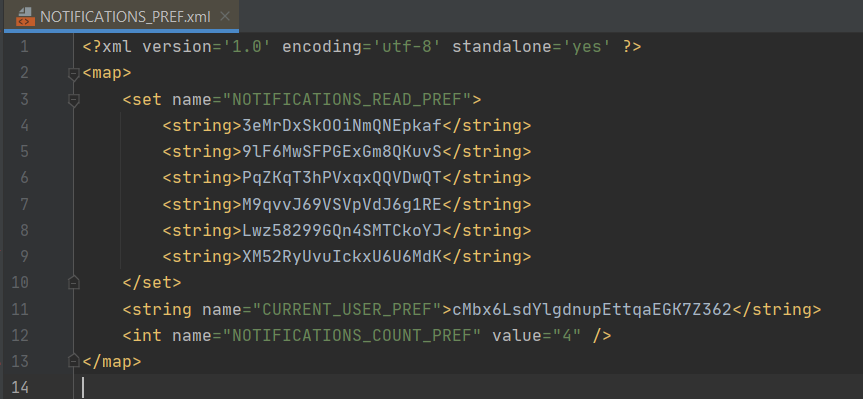 NOTIFICATIONS_PREF.xml
1 <?xml version='1.0' encoding='utf-8' standalone='yes' ?>
2 <map>
3 <set name="NOTIFICATIONS_READ_PREF">
4 <string>3eMrDxSkOOiNmQNEpkaf</string>
5 <string>9lF6MwSFPGExGm8QKuvS</string>
6 <string>PqZKqT3hPVxqxQQVDwQT</string>
7 <string>M9qvvJ69VSVpVdJ6g1RE</string>
8 <string>Lwz58299GQn4SMTCkoYJ</string>
9 <string>XM52RyUvuIckxU6U6MdK</string>
10 </set>
11 <string name="CURRENT_USER_PREF">cMbx6LsdYlgdnupEttqaEGK7Z362</string>
12 <int name="NOTIFICATIONS_COUNT_PREF" value="4" />
13 </map>
14